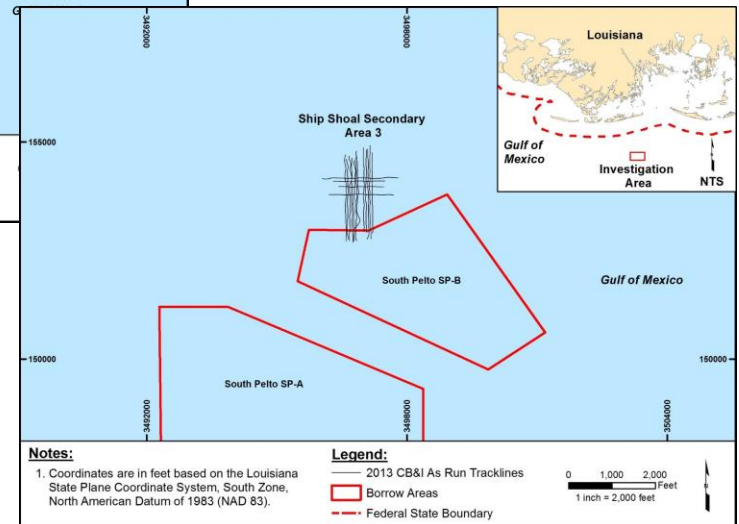 G
3492000
3498000
Louisiana
Gulf of
Mexico
Investigation
Area
NTS
Ship Shoal Secondary
Area 3
155000
South Pelto SP-B
Gulf of Mexico
150000
150000
South Pelto SP-A
3492000
3498000
3504000
Notes:
1. Coordinates are in feet based on the Louisiana
State Plane Coordinate System, South Zone,
North American Datum of 1983 (NAD 83).
Legend:
2013 CB&I As Run Tracklines
Borrow Areas
Federal State Boundary
0 1,000 2,000
Feet
1 inch = 2,000 feet
N